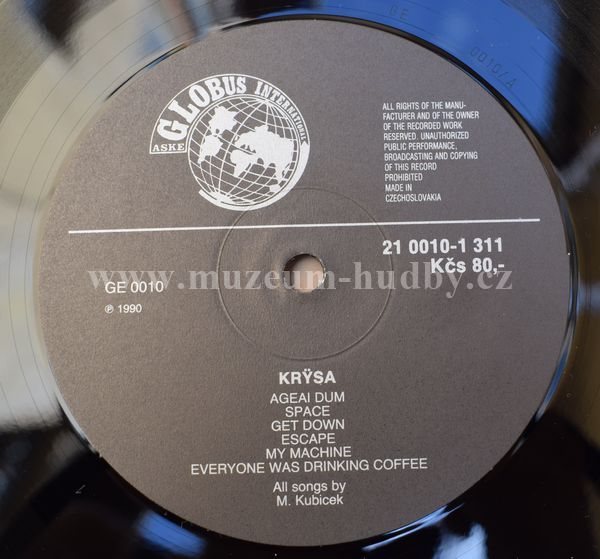 GE 0010/A
GLOBUS INTERNATIONAL
ASKE
ALL RIGHTS OF THE MANU-
FACTURER AND OF THE OWNER
OF THE RECORDED WORK
RESERVED. UNAUTHORIZED
PUBLIC PERFORMANCE,
BROADCASTING AND COPYING
OF THIS RECORD
PROHIBITED
MADE IN
CZECHOSLOVAKIA
21 0010-1 311
Kčs 80,-
www.muzeum-hudby.cz
GE 0010
℗ 1990
KRŸSA
AGEAI DUM
SPACE
GET DOWN
ESCAPE
MY MACHINE
EVERYONE WAS DRINKING COFFEE
All songs by
M. Kubicek